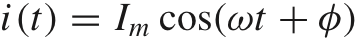 i(t) = I_m cos(ωt + ϕ)